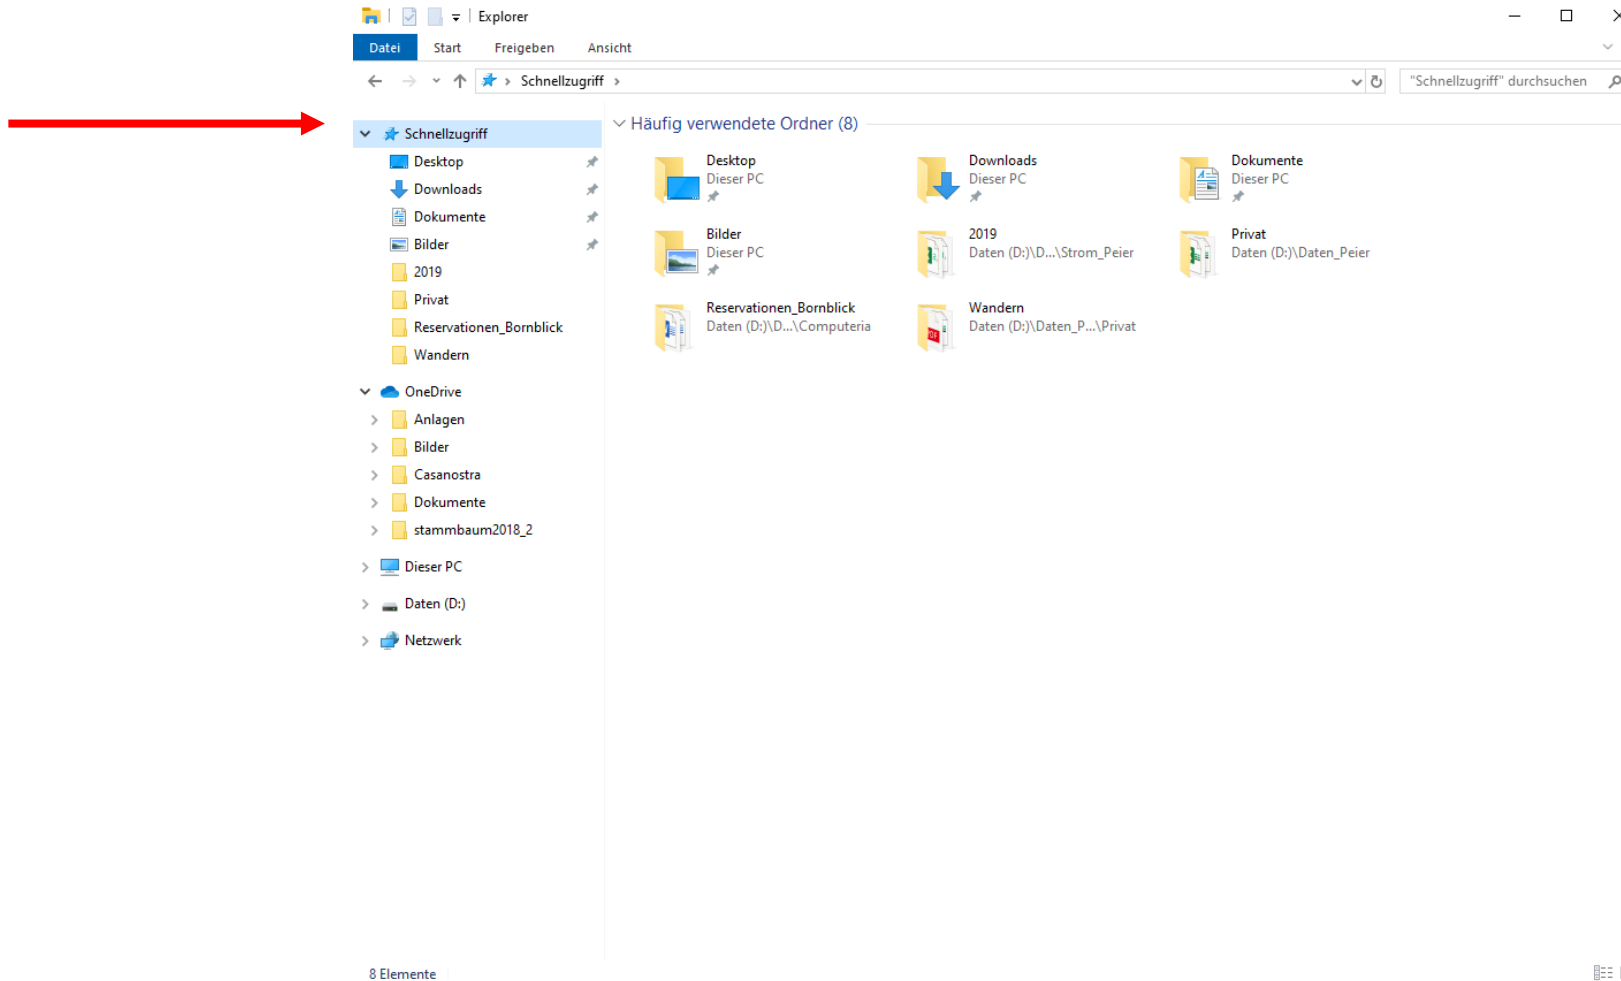 Explorer
Datei Start Freigeben Ansicht
Schnellzugriff
"Schnellzugriff" durchsuchen
Schnellzugriff
Desktop
Downloads
Dokumente
Bilder
2019
Privat
Reservationen_Bornblick
Wandern
OneDrive
Anlagen
Bilder
Casanostra
Dokumente
stammbaum2018_2
Dieser PC
Daten (D:)
Netzwerk
Häufig verwendete Ordner (8)
Desktop
Dieser PC
Downloads
Dieser PC
Dokumente
Dieser PC
Bilder
Dieser PC
2019
Daten (D:)\D...\Strom_Peier
Privat
Daten (D:)\Daten_Peier
Reservationen_Bornblick
Daten (D:)\D...\Computeria
Wandern
Daten (D:)\Daten_P...\Privat
PDF
8 Elemente